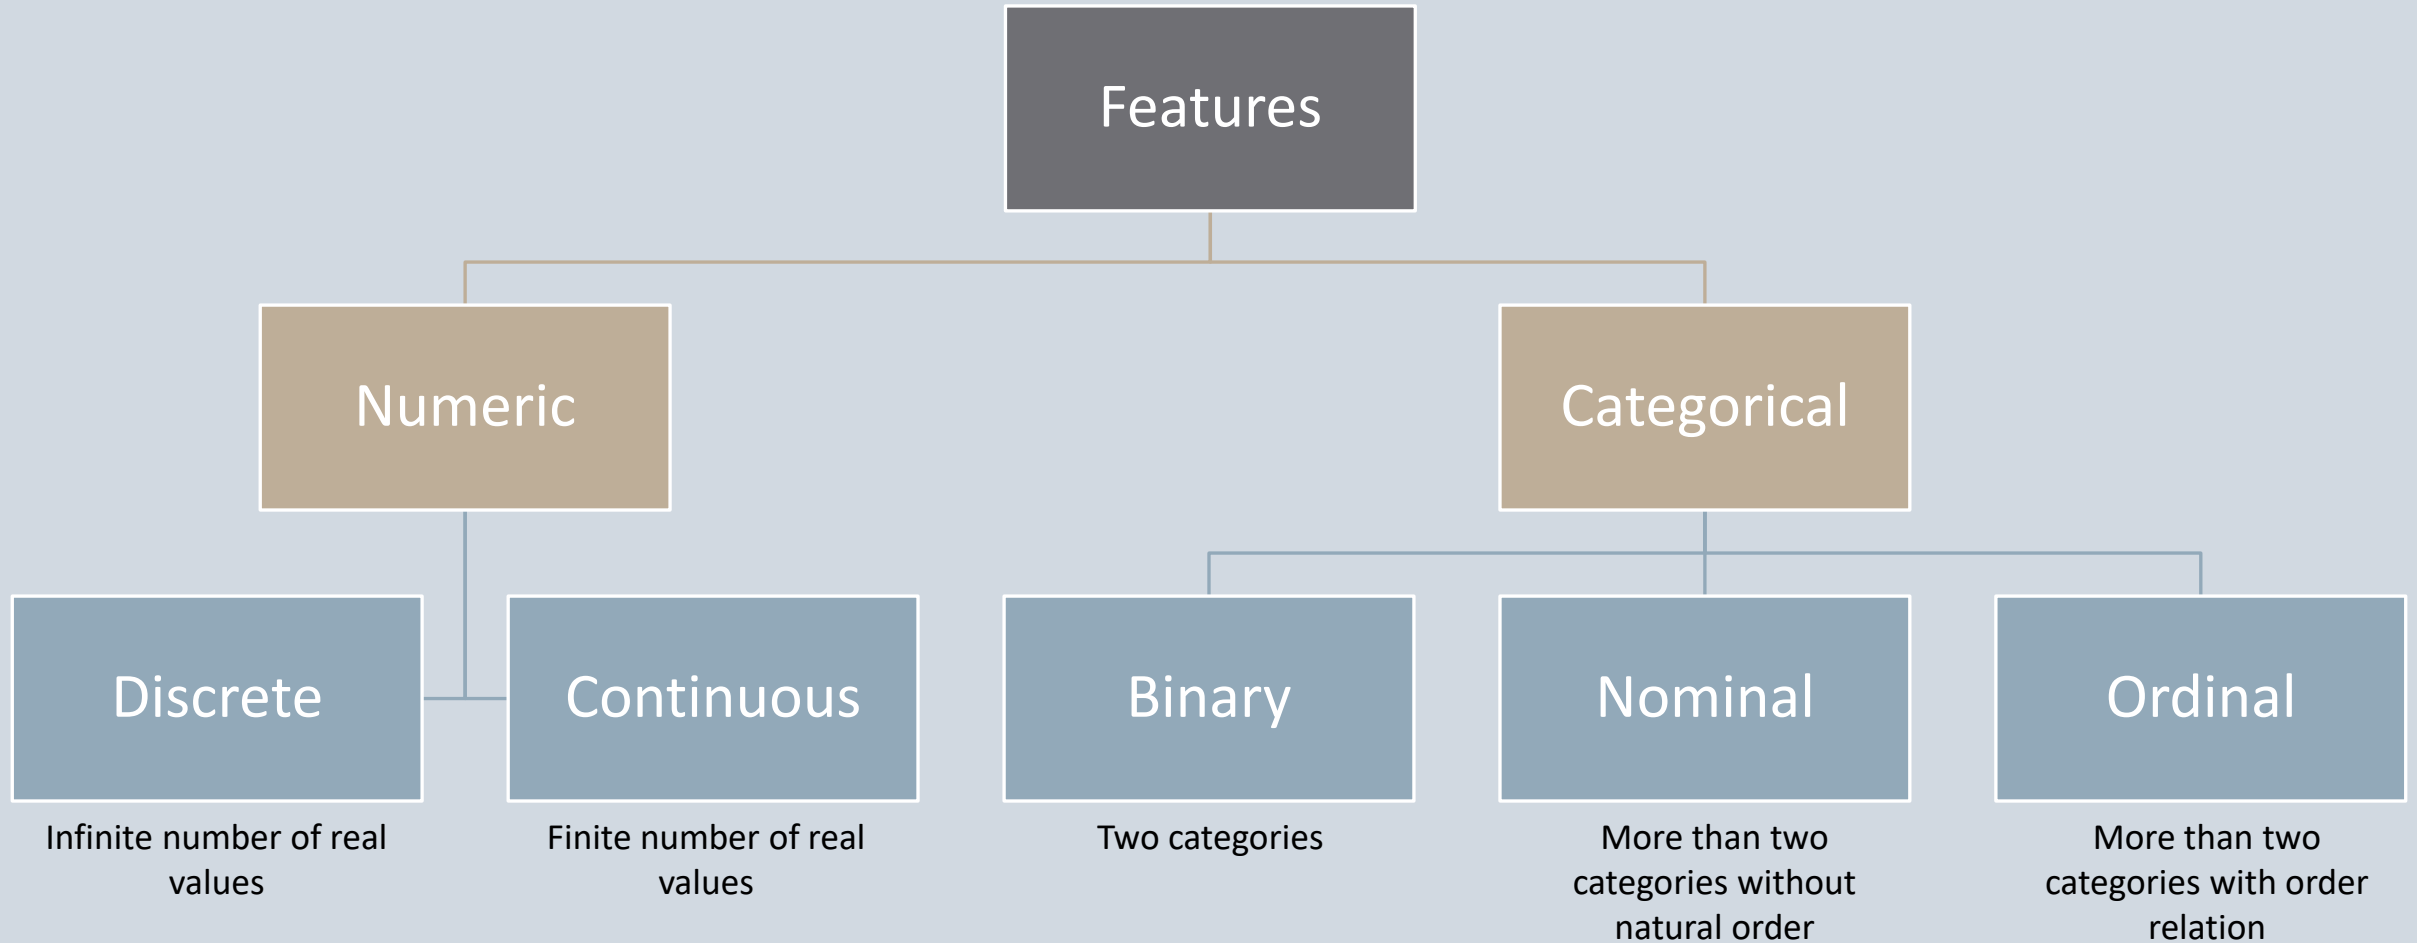 Features
Numeric
Categorical
Discrete
Continuous
Binary
Nominal
Ordinal
Infinite number of real
values
Finite number of real
values
Two categories
More than two
categories without
natural order
More than two
categories with order
relation